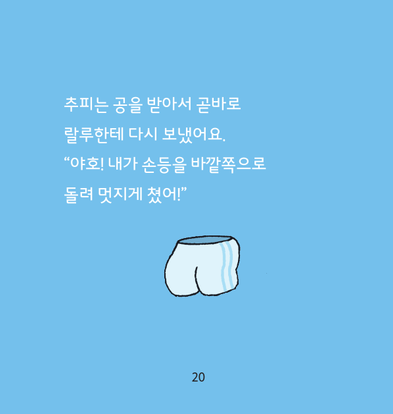 추피는 공을 받아서 곧바로
랄루한테 다시 보냈어요.
“야호! 내가 손등을 바깥쪽으로
돌려 멋지게 쳤어!”
20